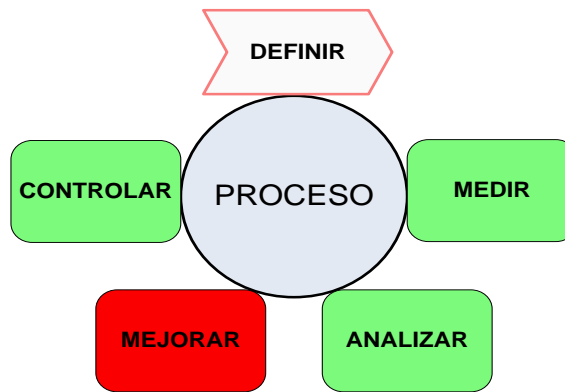 DEFINIR
CONTROLAR
PROCESO
MEDIR
MEJORAR
ANALIZAR